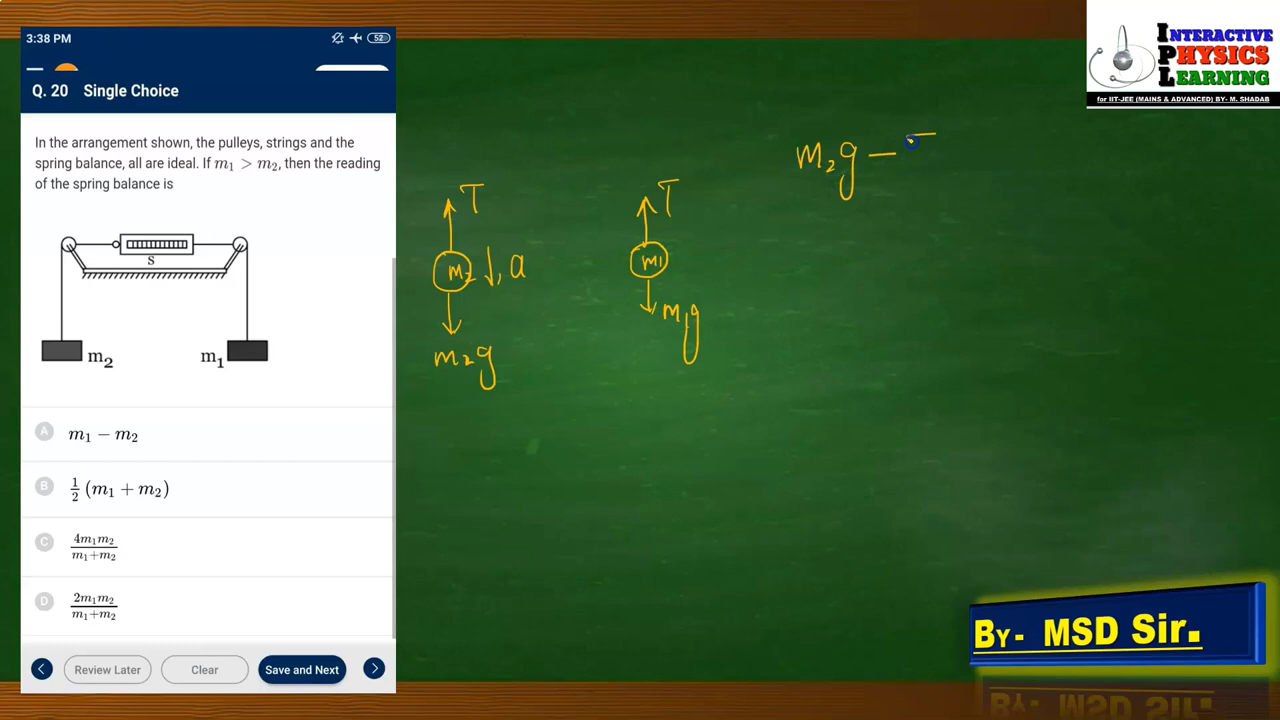 3:38 PM
52
Q. 20 Single Choice
In the arrangement shown, the pulleys, strings and the
spring balance, all are ideal. If m₁ > m₂, then the reading
of the spring balance is
S
m₂
m₁
A m₁ − m₂
B 1/2 (m₁ + m₂)
C 4m₁m₂/m₁+m₂
D 2m₁m₂/m₁+m₂
Review Later
Clear
Save and Next
T
m₂ ↓, a
m₂g
T
m₁
m₁g
m₂g −
INTERACTIVE
PHYSICS
LEARNING
for IIT-JEE (MAINS & ADVANCED) BY- M. SHADAB
By- MSD Sir.